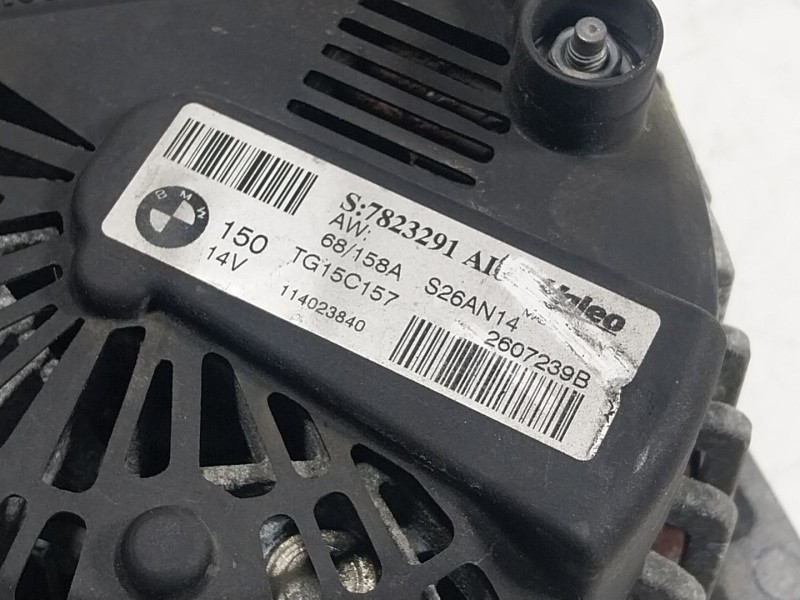 S:7823291 AI
AW:
BMW
150 68/158A
14V TG15C157 S26AN14 Valeo
114023840 2607239B